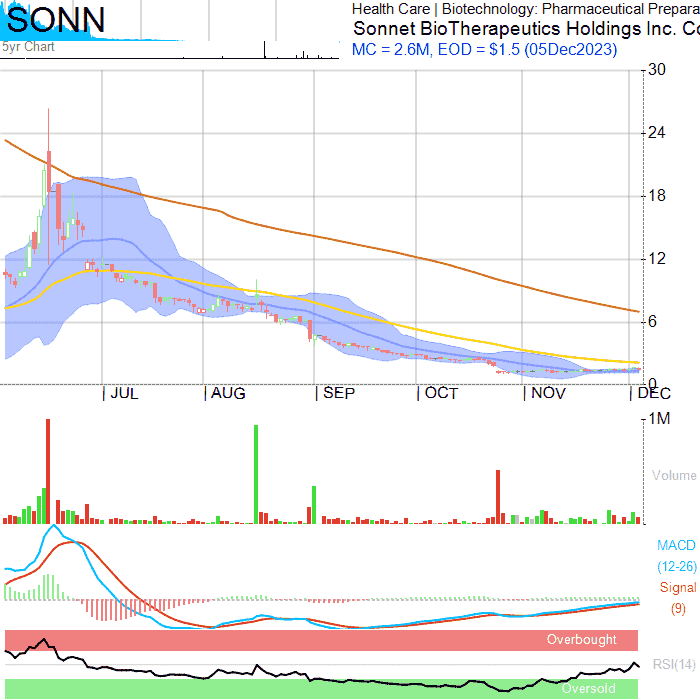 SONN
5yr Chart
Health Care | Biotechnology: Pharmaceutical Prepara
Sonnet BioTherapeutics Holdings Inc. Co
MC = 2.6M, EOD = $1.5 (05Dec2023)
30
24
18
12
6
0
JUL AUG SEP OCT NOV DEC
1M
Volume
MACD
(12-26)
Signal
(9)
Overbought
RSI(14)
Oversold